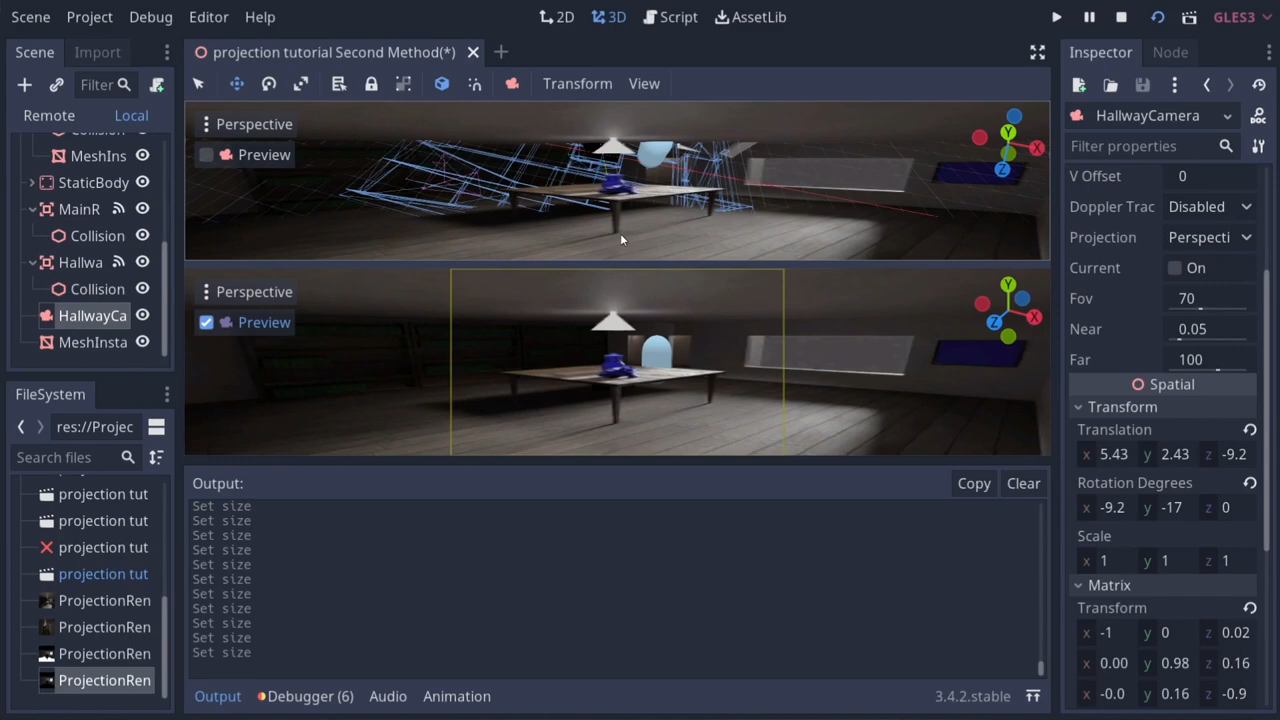 Scene Project Debug Editor Help 2D 3D Script AssetLib GLES3
Scene Import projection tutorial Second Method(*) Inspector Node
Filter Transform View
Remote Local Perspective HallwayCamera
Preview Filter properties
MeshIns
StaticBody
MainR
Collision
Hallwa
Collision
HallwayCa
MeshInsta
Perspective
Preview
V Offset 0
Doppler Trac Disabled
Projection Perspecti
Current On
Fov 70
Near 0.05
Far 100
Spatial
Transform
Translation
x 5.43 y 2.43 z -9.2
Rotation Degrees
x -9.2 y -17 z 0
Scale
x 1 y 1 z 1
Matrix
Transform
x -1 y 0 z 0.02
x 0.00 y 0.98 z 0.16
x -0.0 y 0.16 z -0.9
FileSystem
res://Projec
Search files
projection tut
projection tut
projection tut
projection tut
ProjectionRen
ProjectionRen
ProjectionRen
ProjectionRen
Output: Copy Clear
Set size
Set size
Set size
Set size
Set size
Set size
Set size
Set size
Set size
Set size
Set size
Output Debugger (6) Audio Animation 3.4.2.stable